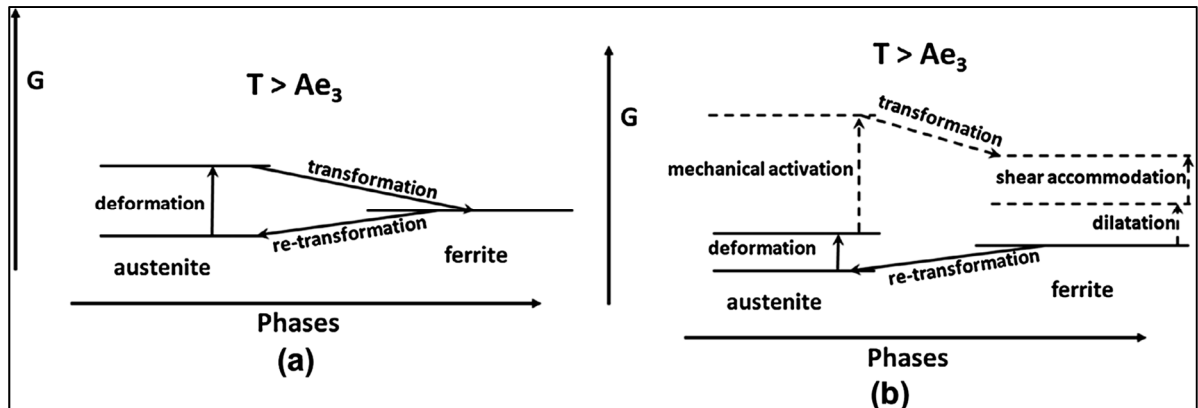 G
T > Ae₃
deformation
transformation
re-transformation
austenite
ferrite
Phases
(a)
G
T > Ae₃
transformation
mechanical activation
shear accommodation
dilatation
deformation
re-transformation
austenite
ferrite
Phases
(b)